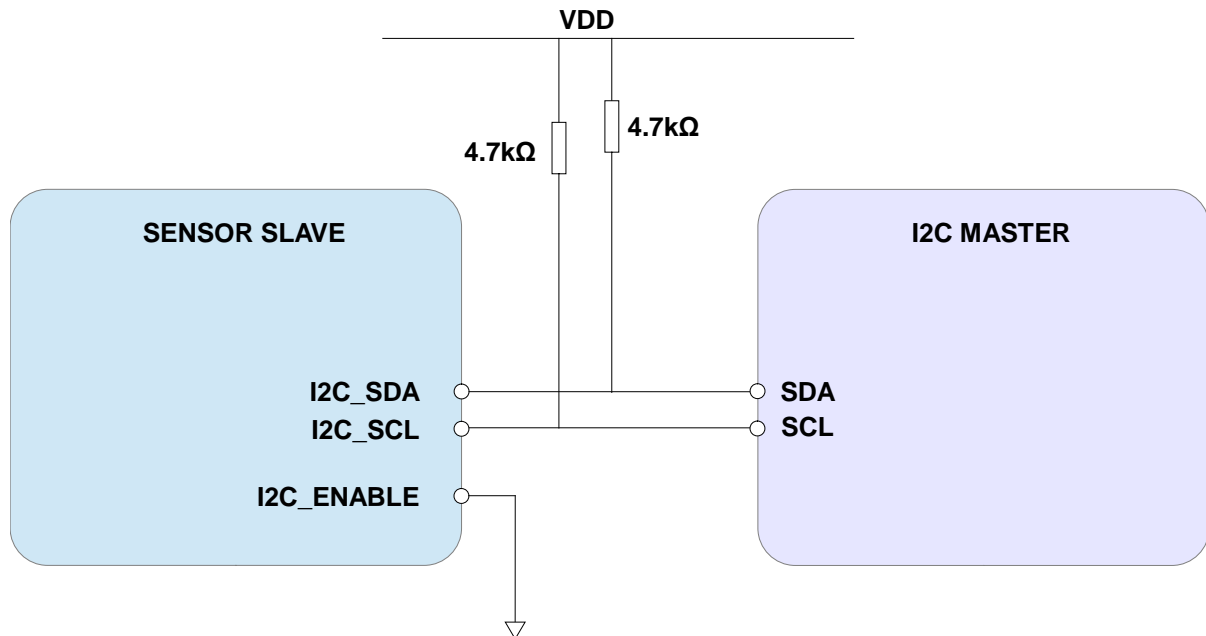 VDD
4.7kΩ
4.7kΩ
SENSOR SLAVE
I2C MASTER
I2C_SDA
SDA
I2C_SCL
SCL
I2C_ENABLE